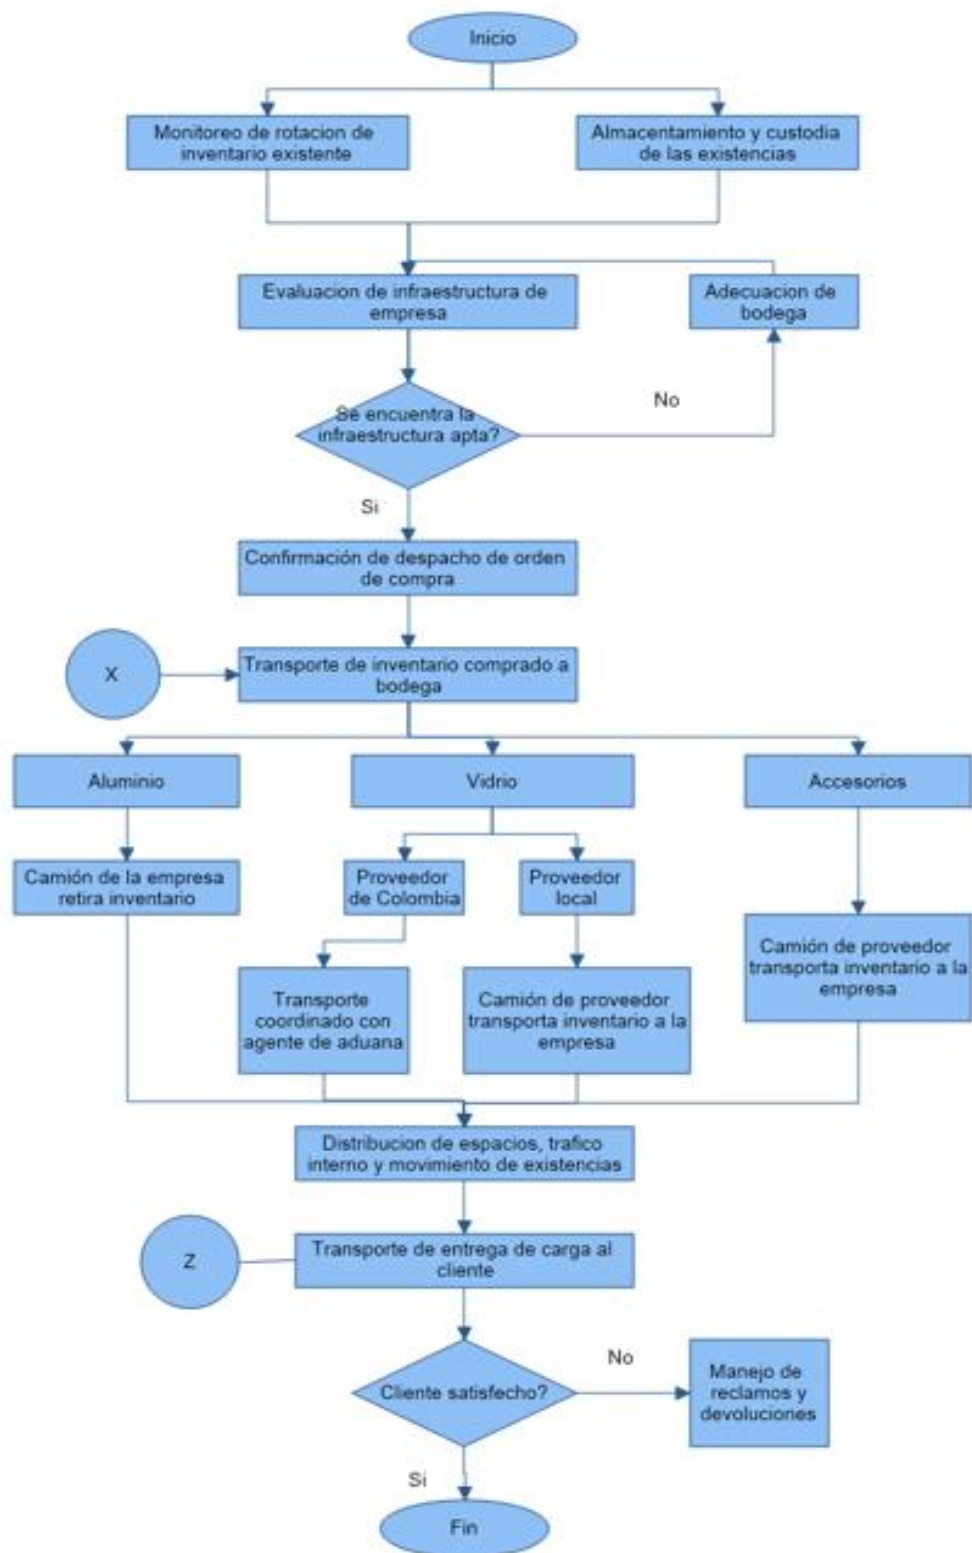 Inicio
Monitoreo de rotacion de
inventario existente
Almacentamiento y custodia
de las existencias
Evaluacion de infraestructura de
empresa
Adecuacion de
bodega
Se encuentra la
infraestructura apta?
No
Si
Confirmación de despacho de orden
de compra
X
Transporte de inventario comprado a
bodega
Aluminio
Vidrio
Accesorios
Camión de la empresa
retira inventario
Proveedor
de Colombia
Proveedor
local
Camión de proveedor
transporta inventario a la
empresa
Transporte
coordinado con
agente de aduana
Camión de proveedor
transporta inventario a la
empresa
Distribucion de espacios, trafico
interno y movimiento de existencias
Z
Transporte de entrega de carga al
cliente
Cliente satisfecho?
No
Manejo de
reclamos y
devoluciones
Si
Fin